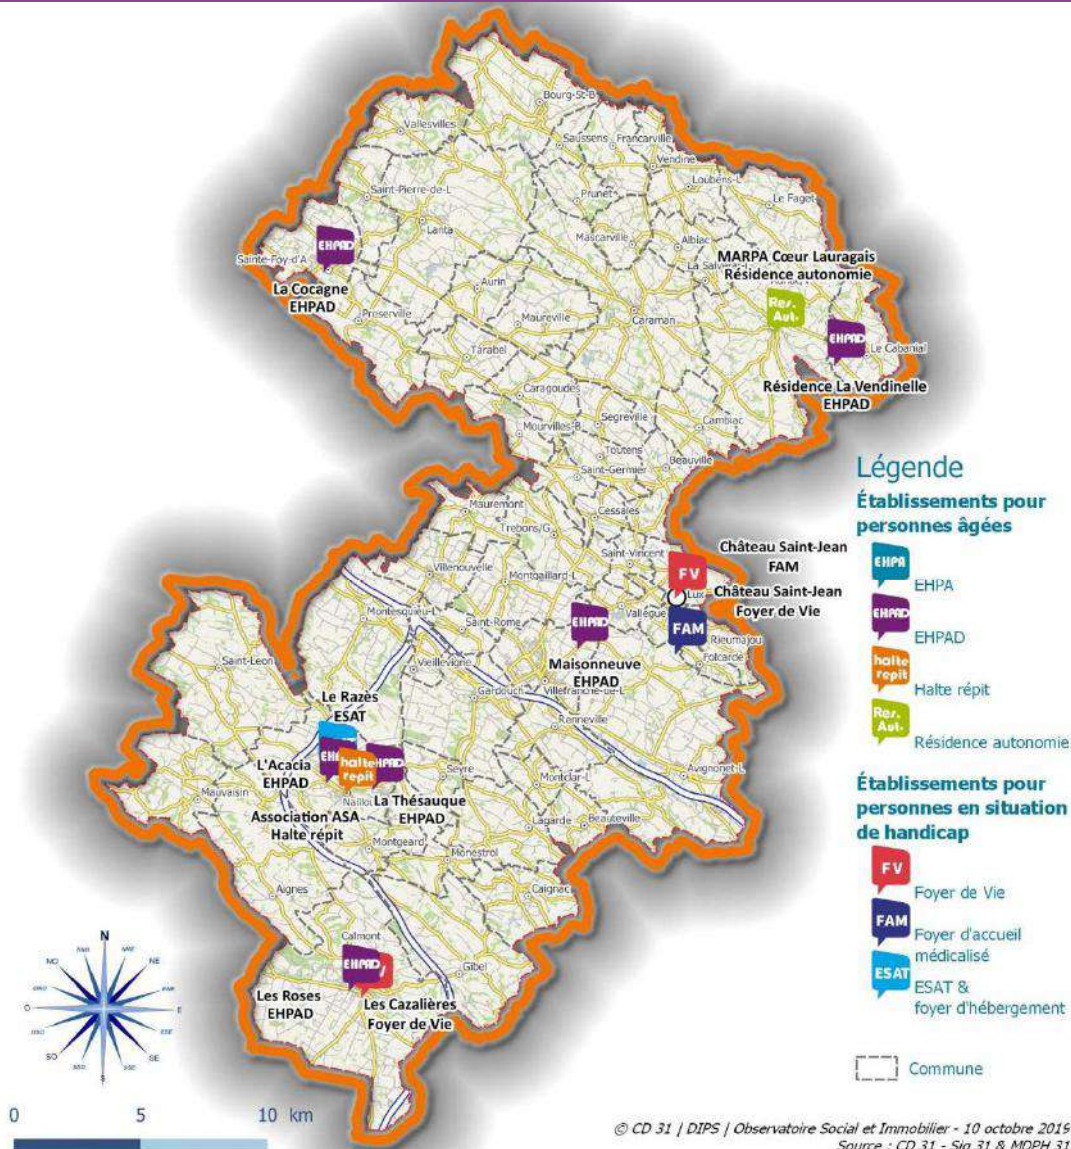 Bourg-St-B
Vallesvilles
Saussens
Francarville
Vendine
Loubens-L
Saint-Pierre-de-L
Prunet
Le Faget
Lanta
Mascarville
Albiac
EHPAD
Sainte-Foy-d'A
MARPA Cœur Lauragais
Résidence autonomie
La Cocagne
EHPAD
Aurin
Res.
Aut.
Preserville
Maureville
Caraman
EHPAD
Le Cabanial
Tarabel
Caragoudes
Résidence La Vendinelle
EHPAD
Mourvilles-B
Segreville
Cambiac
Toutens
Beauville
Saint-Germier
Mauremont
Cessales
Trebons/G
Saint-Vincent
Château Saint-Jean
FAM
Villenouvelle
Montgaillard-L
FV
Lux
Château Saint-Jean
Foyer de Vie
Montesquieu-L
Saint-Rome
EHPAD
Vallegue
FAM
Rieumajou
Folcarde
Saint-Leon
Vieillevigne
Maisonneuve
EHPAD
Gardouch
Villefranche-de-L
Le Razès
ESAT
Renneville
halte
repit
EHPAD
L'Acacia
EHPAD
Seyre
Montclar-L
Avignonet-L
Mauvaisin
La Thésauque
EHPAD
Association ASA
Halte répit
Lagarde
Beauteville
Montgeard
Monestrol
Aignes
Caignac
Calmont
EHPAD
Gibel
Les Roses
EHPAD
Les Cazalières
Foyer de Vie
Légende
Établissements pour
personnes âgées
EHPA
EHPA
EHPAD
EHPAD
halte
repit
Halte répit
Res.
Aut.
Résidence autonomie
Établissements pour
personnes en situation
de handicap
FV
Foyer de Vie
FAM
Foyer d'accueil
médicalisé
ESAT
ESAT &
foyer d'hébergement
Commune
N
NO
NE
O
E
SO
SE
S
0 5 10 km
© CD 31 | DIPS | Observatoire Social et Immobilier - 10 octobre 2019
Source : CD 31 - Sig 31 & MDPH 31